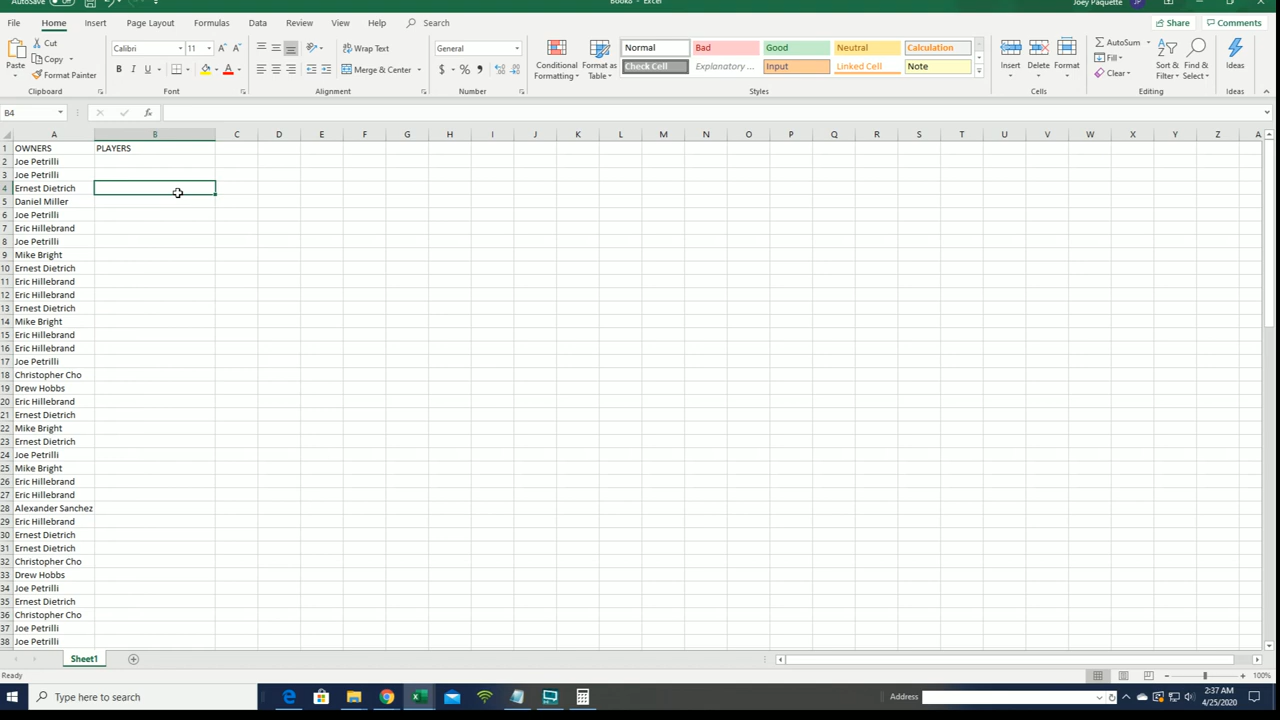 AutoSave Off
Book8 - Excel
Joey Paquette JP
File Home Insert Page Layout Formulas Data Review View Help Search
Share Comments
Paste
Cut
Copy
Format Painter
Clipboard
Calibri 11
B I U
Font
Wrap Text
Merge & Center
Alignment
General
$ % ,
Number
Conditional Formatting
Format as Table
Normal Bad Good Neutral Calculation
Check Cell Explanatory ... Input Linked Cell Note
Styles
Insert Delete Format
Cells
AutoSum
Fill
Clear
Sort & Filter
Find & Select
Editing
Ideas
Ideas
B4 fx
A B C D E F G H I J K L M N O P Q R S T U V W X Y Z A
1 OWNERS PLAYERS
2 Joe Petrilli
3 Joe Petrilli
4 Ernest Dietrich
5 Daniel Miller
6 Joe Petrilli
7 Eric Hillebrand
8 Joe Petrilli
9 Mike Bright
10 Ernest Dietrich
11 Eric Hillebrand
12 Eric Hillebrand
13 Ernest Dietrich
14 Mike Bright
15 Eric Hillebrand
16 Eric Hillebrand
17 Joe Petrilli
18 Christopher Cho
19 Drew Hobbs
20 Eric Hillebrand
21 Ernest Dietrich
22 Mike Bright
23 Ernest Dietrich
24 Joe Petrilli
25 Mike Bright
26 Eric Hillebrand
27 Eric Hillebrand
28 Alexander Sanchez
29 Eric Hillebrand
30 Ernest Dietrich
31 Ernest Dietrich
32 Christopher Cho
33 Drew Hobbs
34 Joe Petrilli
35 Ernest Dietrich
36 Christopher Cho
37 Joe Petrilli
38 Joe Petrilli
Sheet1
Ready
100%
Type here to search
Address
2:37 AM
4/25/2020